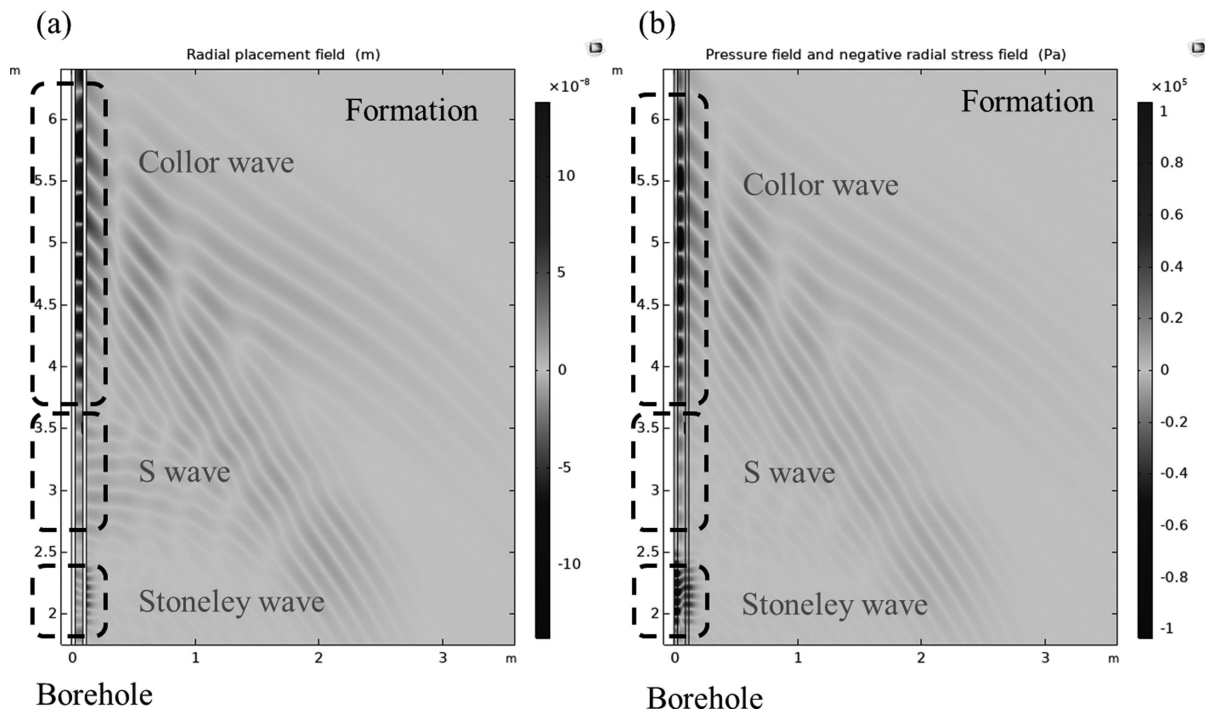 (a)
Radial placement field (m)
m
×10⁻⁸
Formation
6
Collor wave
5.5
10
5
5
4.5
4
0
3.5
S wave
3
-5
2.5
-10
Stoneley wave
2
0
1
2
3
m
Borehole
(b)
Pressure field and negative radial stress field (Pa)
m
×10⁵
Formation
1
6
0.8
Collor wave
5.5
0.6
5
0.4
4.5
0.2
4
0
3.5
-0.2
S wave
3
-0.4
2.5
-0.6
Stoneley wave
-0.8
2
-1
0
1
2
3
m
Borehole